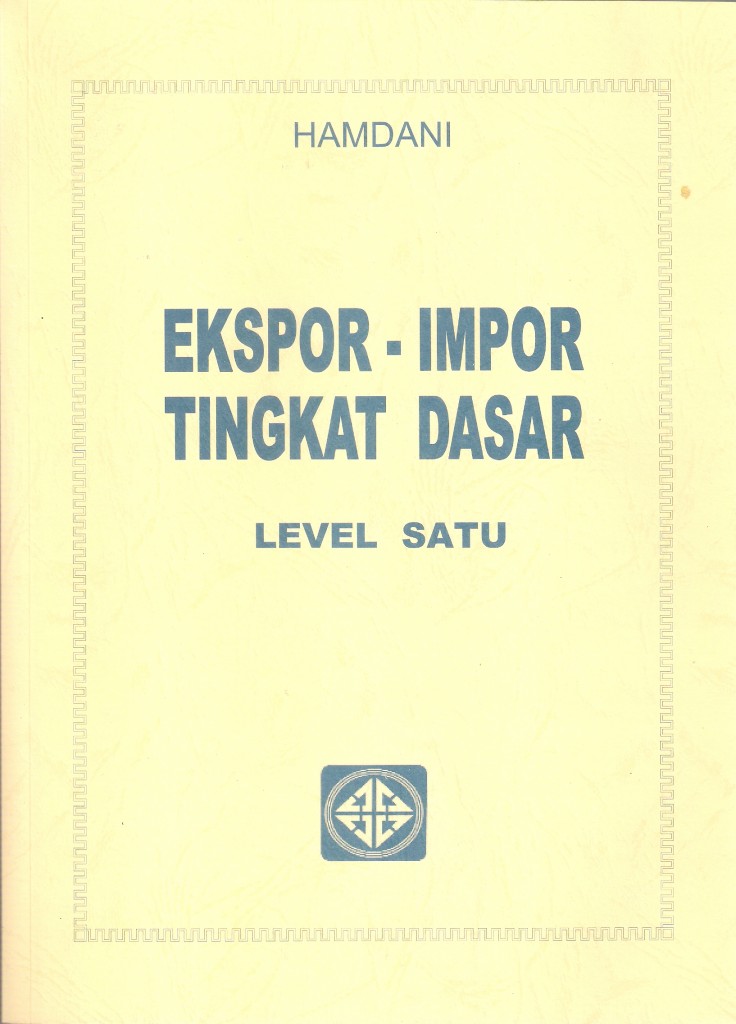 HAMDANI
EKSPOR - IMPOR
TINGKAT DASAR
LEVEL SATU